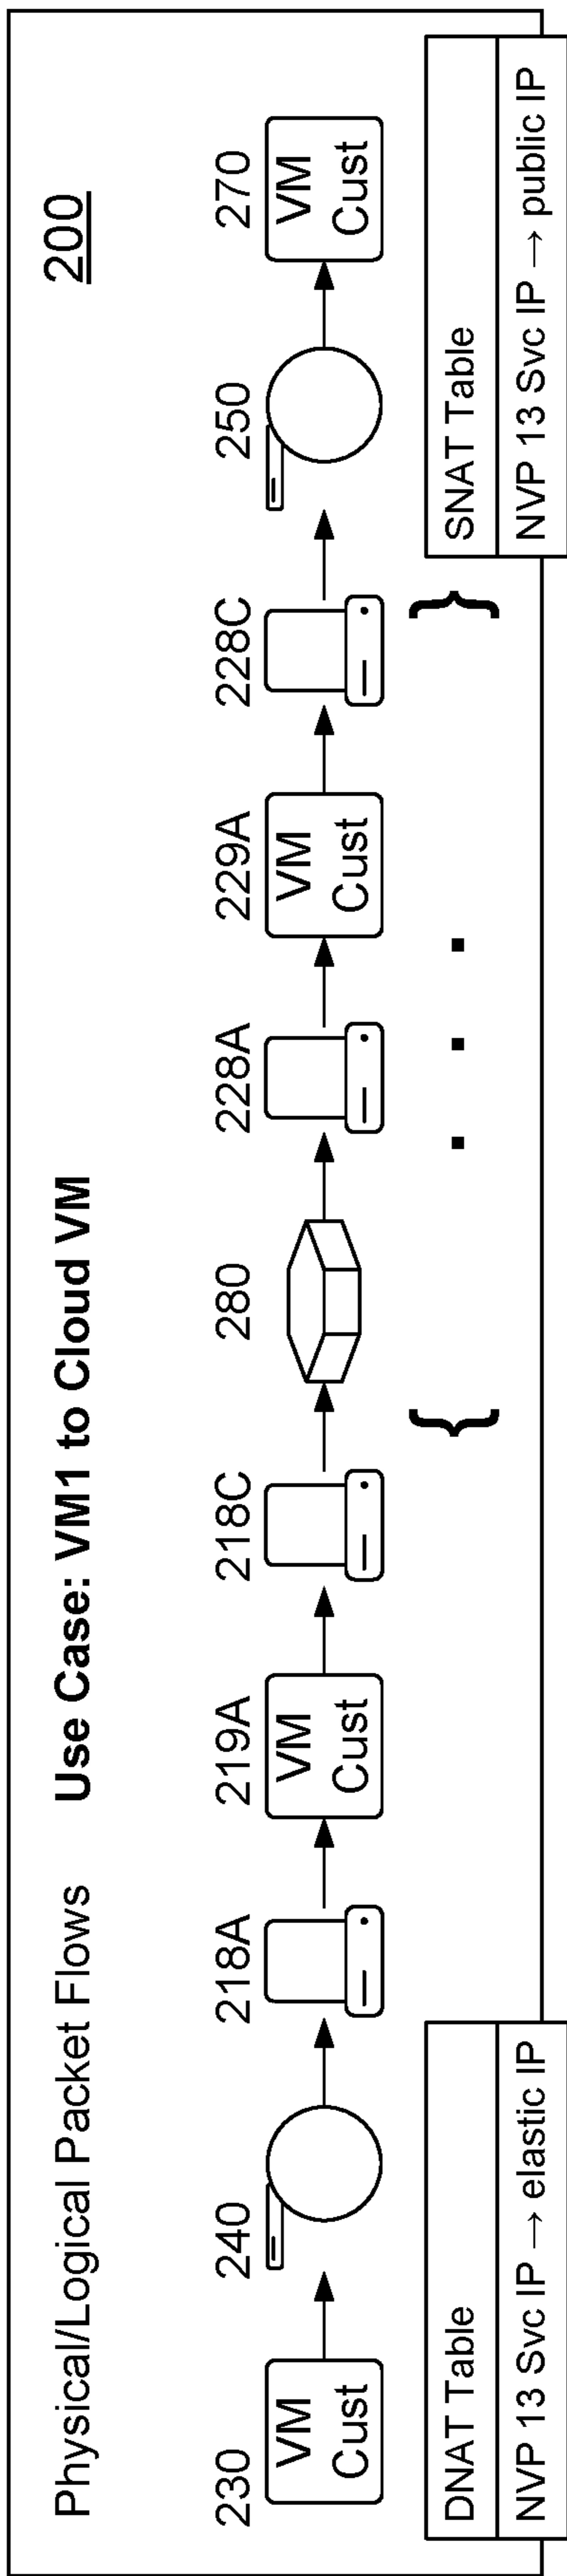 200
Physical/Logical Packet Flows Use Case: VM1 to Cloud VM
230 240 218A 219A 218C 280 228A 229A 228C 250 270
VM Cust
VM Cust
VM Cust
VM Cust
DNAT Table
NVP 13 Svc IP → elastic IP
{ . . . }
SNAT Table
NVP 13 Svc IP → public IP